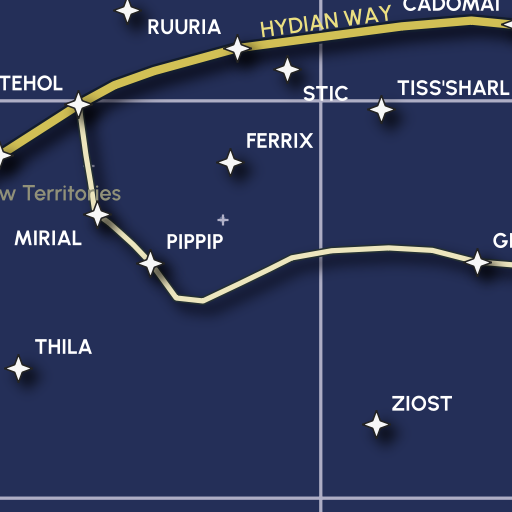 CADOMAI
HYDIAN WAY
RUURIA
TEHOL
STIC
TISS'SHARL
FERRIX
w Territories
MIRIAL
PIPPIP
G
THILA
ZIOST